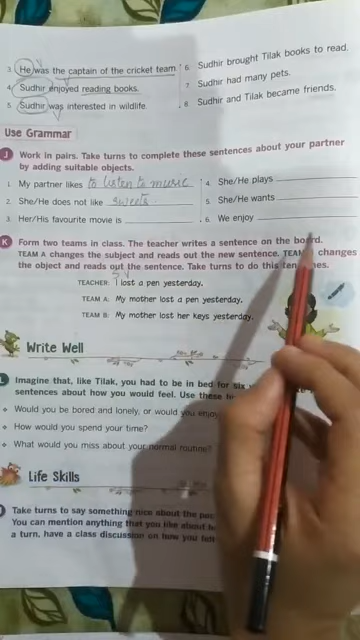 3. He was the captain of the cricket team.
4. Sudhir enjoyed reading books.
5. Sudhir was interested in wildlife.
6. Sudhir brought Tilak books to read.
7. Sudhir had many pets.
8. Sudhir and Tilak became friends.
Use Grammar
J Work in pairs. Take turns to complete these sentences about your partner
by adding suitable objects.
1. My partner likes to listen to music
2. She/He does not like sweets
3. Her/His favourite movie is
4. She/He plays
5. She/He wants
6. We enjoy
K Form two teams in class. The teacher writes a sentence on the board.
TEAM A changes the subject and reads out the new sentence. TEAM changes
the object and reads out the sentence. Take turns to do this ten
TEACHER: I lost a pen yesterday.
TEAM A: My mother lost a pen yesterday.
TEAM B: My mother lost her keys yesterday.
Write Well
L Imagine that, like Tilak, you had to be in bed for six
sentences about how you would feel. Use these
Would you be bored and lonely, or would you enjoy
How would you spend your time?
What would you miss about your normal routine?
Life Skills
Take turns to say something nice about the
You can mention anything that you like about
a turn, have a class discussion on how you